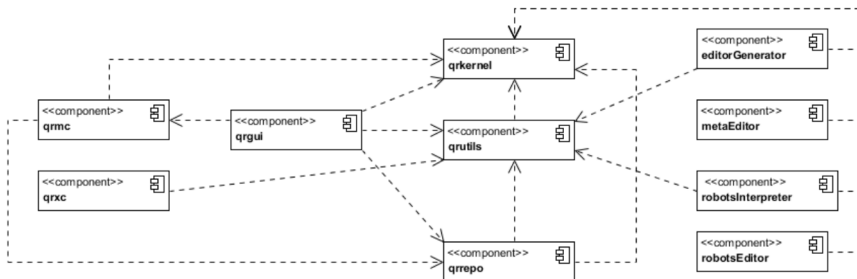 <<component>>
qrkernel
<<component>>
editorGenerator
<<component>>
qrmc
<<component>>
qrgui
<<component>>
qrutils
<<component>>
metaEditor
<<component>>
qrxc
<<component>>
robotsInterpreter
<<component>>
qrrepo
<<component>>
robotsEditor